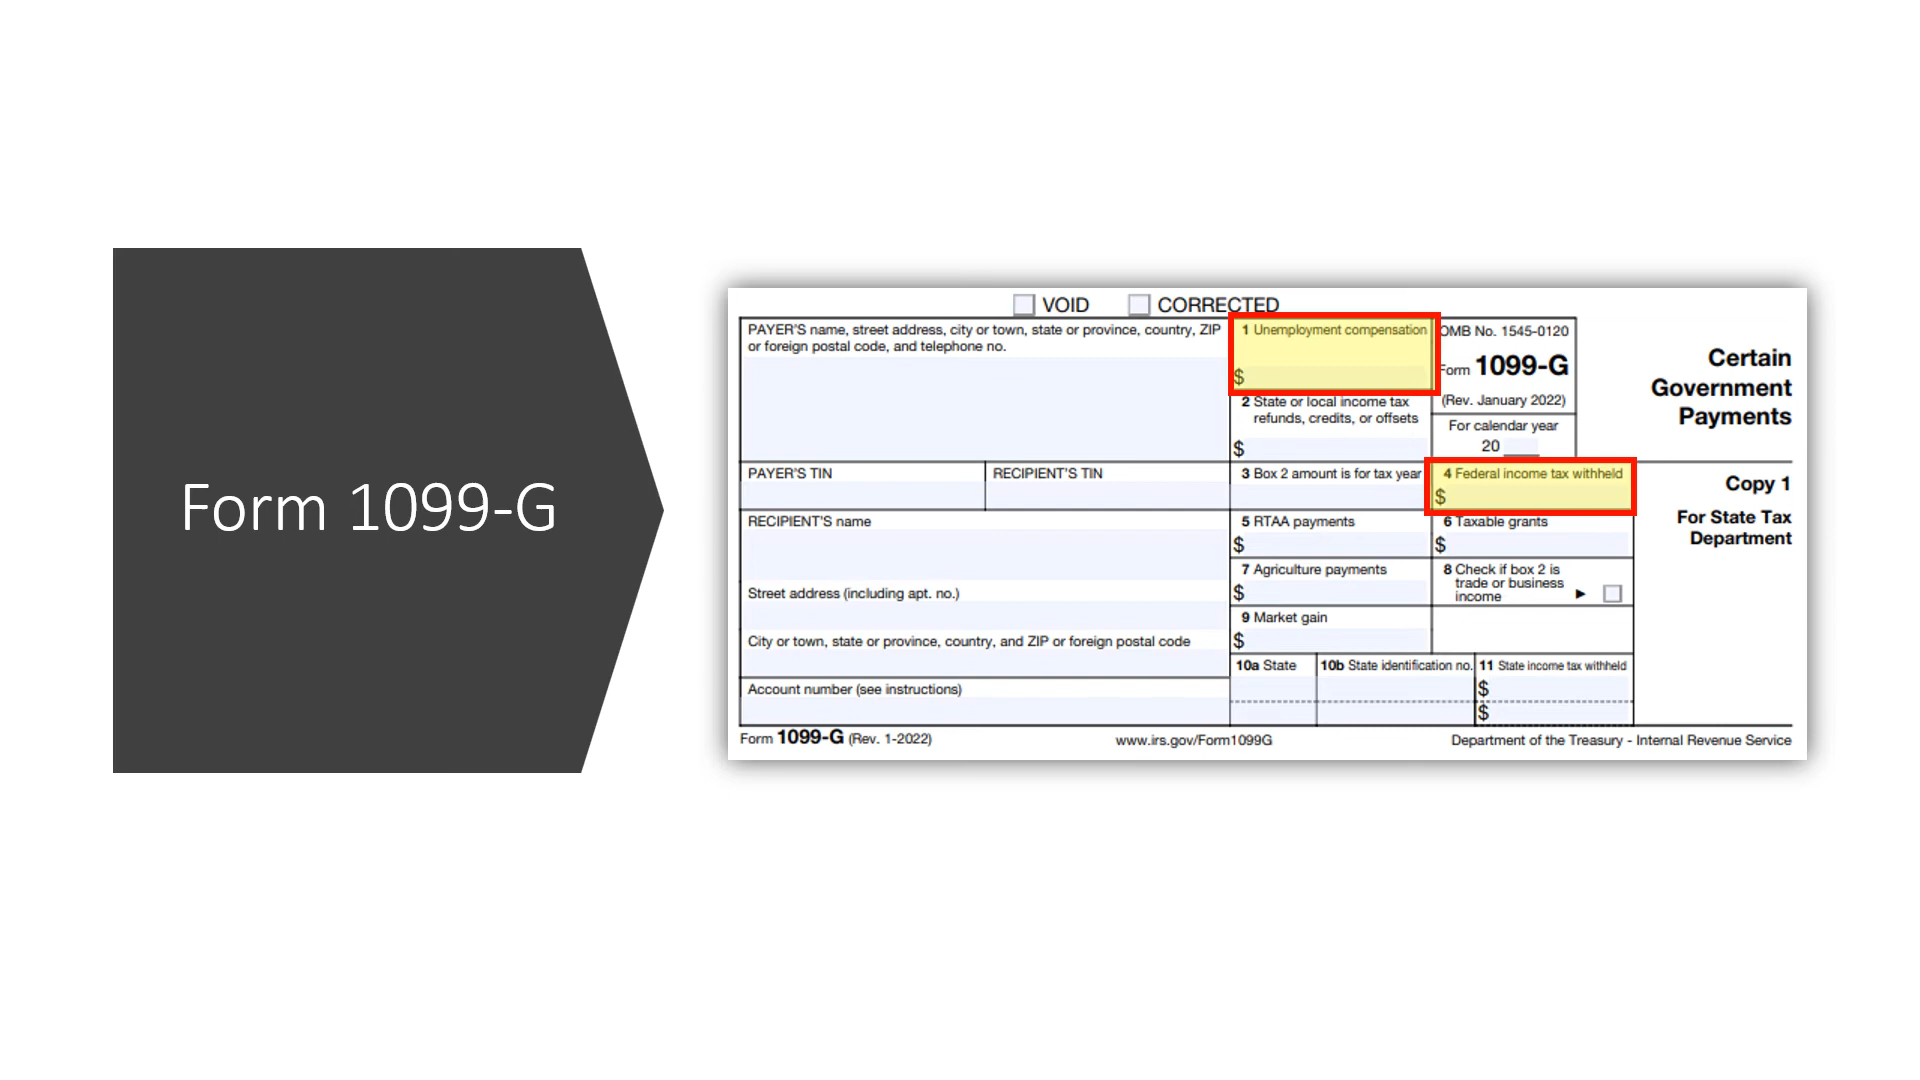 Form 1099-G
VOID
CORRECTED
PAYER'S name, street address, city or town, state or province, country, ZIP
or foreign postal code, and telephone no.
1 Unemployment compensation
$
OMB No. 1545-0120
Form 1099-G
(Rev. January 2022)
For calendar year
20
Certain
Government
Payments
2 State or local income tax
refunds, credits, or offsets
$
PAYER'S TIN
RECIPIENT'S TIN
3 Box 2 amount is for tax year
4 Federal income tax withheld
$
Copy 1
For State Tax
Department
RECIPIENT'S name
5 RTAA payments
$
6 Taxable grants
$
7 Agriculture payments
$
8 Check if box 2 is
trade or business
income ►
Street address (including apt. no.)
9 Market gain
$
City or town, state or province, country, and ZIP or foreign postal code
10a State
10b State identification no.
11 State income tax withheld
$
$
Account number (see instructions)
Form 1099-G (Rev. 1-2022)
www.irs.gov/Form1099G
Department of the Treasury - Internal Revenue Service